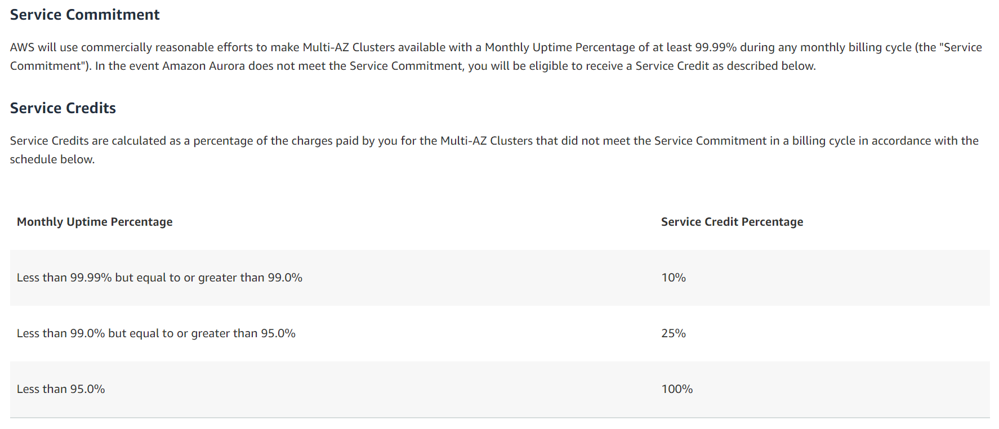 Service Commitment
AWS will use commercially reasonable efforts to make Multi-AZ Clusters available with a Monthly Uptime Percentage of at least 99.99% during any monthly billing cycle (the "Service
Commitment"). In the event Amazon Aurora does not meet the Service Commitment, you will be eligible to receive a Service Credit as described below.
Service Credits
Service Credits are calculated as a percentage of the charges paid by you for the Multi-AZ Clusters that did not meet the Service Commitment in a billing cycle in accordance with the
schedule below.
Monthly Uptime Percentage Service Credit Percentage
Less than 99.99% but equal to or greater than 99.0% 10%
Less than 99.0% but equal to or greater than 95.0% 25%
Less than 95.0% 100%